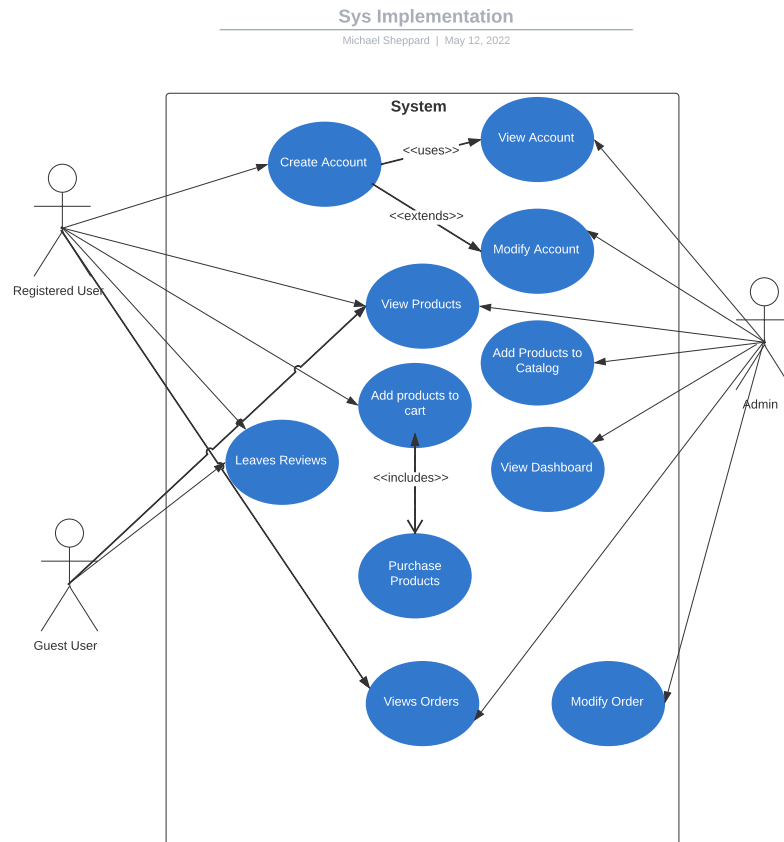 Sys Implementation
Michael Sheppard | May 12, 2022
System
View Account
Create Account
<<uses>>
<<extends>>
Modify Account
Registered User
View Products
Add Products to
Catalog
Add products to
cart
Admin
Leaves Reviews
View Dashboard
<<includes>>
Purchase
Products
Guest User
Views Orders
Modify Order